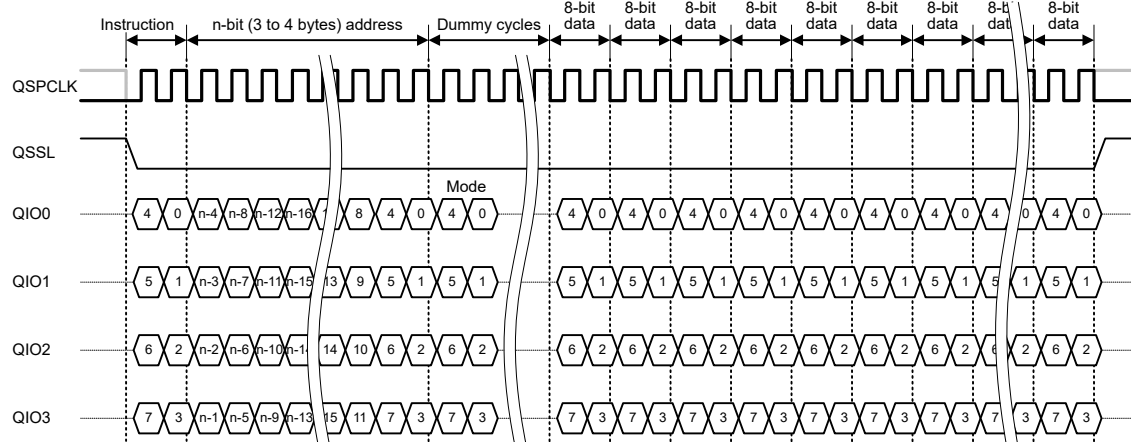 Instruction n-bit (3 to 4 bytes) address Dummy cycles 8-bit data 8-bit data 8-bit data 8-bit data 8-bit data 8-bit data 8-bit data 8-bit data
QSPCLK
QSSL
Mode
QIO0 4 0 n-4 n-8 n-12 n-16 8 4 0 4 0 4 0 4 0 4 0 4 0 4 0 4 0 4 0 4 0 4 0
QIO1 5 1 n-3 n-7 n-11 n-15 13 9 5 1 5 1 5 1 5 1 5 1 5 1 5 1 5 1 5 1 5 1 5 1
QIO2 6 2 n-2 n-6 n-10 14 10 6 2 6 2 6 2 6 2 6 2 6 2 6 2 6 2 6 2 6 2 6 2
QIO3 7 3 n-1 n-5 n-9 n-13 15 11 7 3 7 3 7 3 7 3 7 3 7 3 7 3 7 3 7 3 7 3 7 3